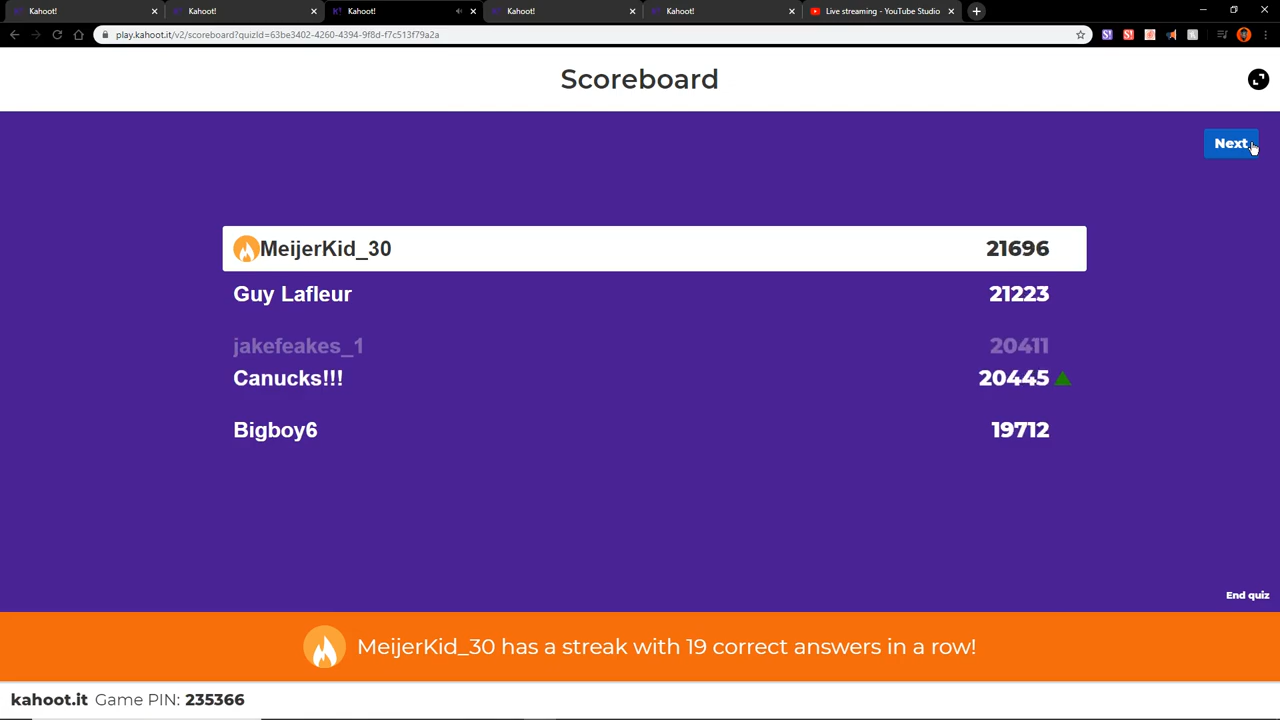 Kahoot! Kahoot! Kahoot! Kahoot! Kahoot! Live streaming - YouTube Studio
play.kahoot.it/v2/scoreboard?quizId=63be3402-4260-4394-9f8d-f7c513f79a2a
Scoreboard
Next
MeijerKid_30 21696
Guy Lafleur 21223
jakefeakes_1 20411
Canucks!!! 20445
Bigboy6 19712
End quiz
MeijerKid_30 has a streak with 19 correct answers in a row!
kahoot.it Game PIN: 235366